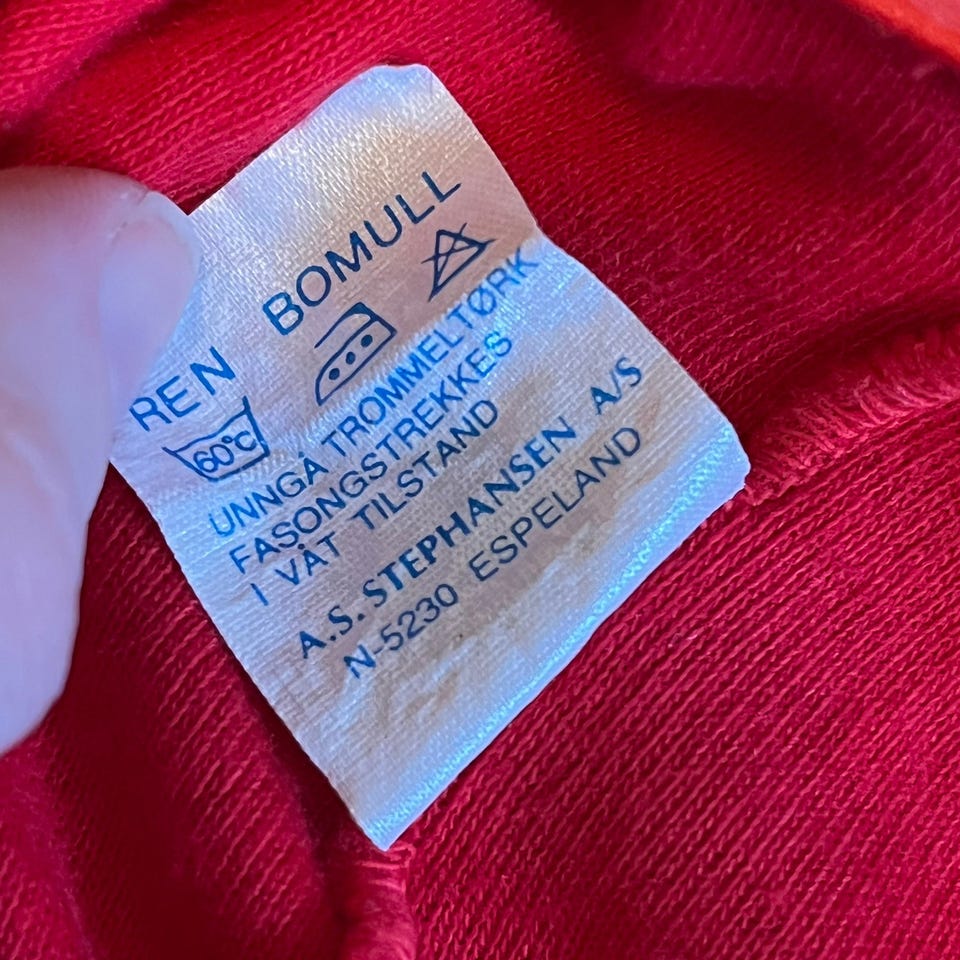 REN BOMULL
60°C
UNNGÅ TROMMELTØRK
FASONGSTREKKES
I VÅT TILSTAND
A.S. STEPHANSEN A/S
N-5230 ESPELAND